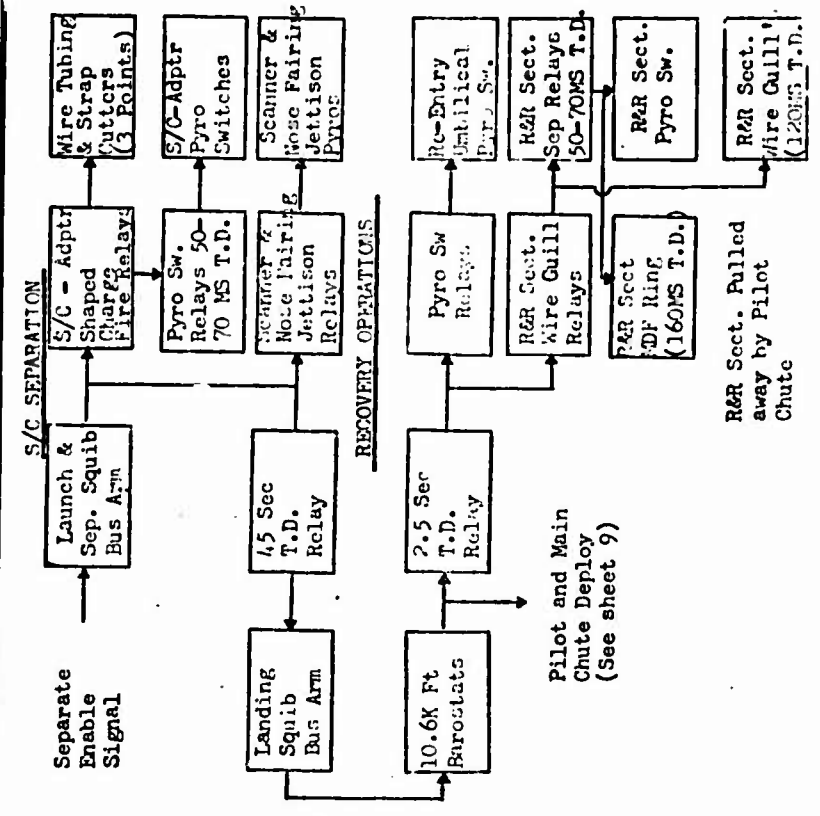 S/C SEPARATION
Separate
Enable
Signal
Launch &
Sep. Squib
Bus Arm
S/C - Adptr
Shaped
Charge
Fire Relays
Wire Tubing
& Strap
Cutters
(3 Points)
Pyro Sw.
Relays 50-
70 MS T.D.
S/C-Adptr
Pyro
Switches
45 Sec
T.D.
Relay
Scanner &
Nose Fairing
Jettison
Relays
Scanner &
Nose Fairing
Jettison
Pyros
Landing
Squib
Bus Arm
RECOVERY OPERATIONS
10.6K Ft
Barostats
2.5 Sec
T.D.
Relay
Pyro Sw
Relays
Re-Entry
Umbilical
Pyro Sw.
Pilot and Main
Chute Deploy
(See sheet 9)
R&R Sect.
Wire Guill
Relays
R&R Sect.
Sep Relays
50-70MS T.D.
R&R Sect
MDF Ring
(160MS T.D.)
R&R Sect.
Pyro Sw.
R&R Sect. Pulled
away by Pilot
Chute
R&R Sect.
Wire Guill'
(120MS T.D.)